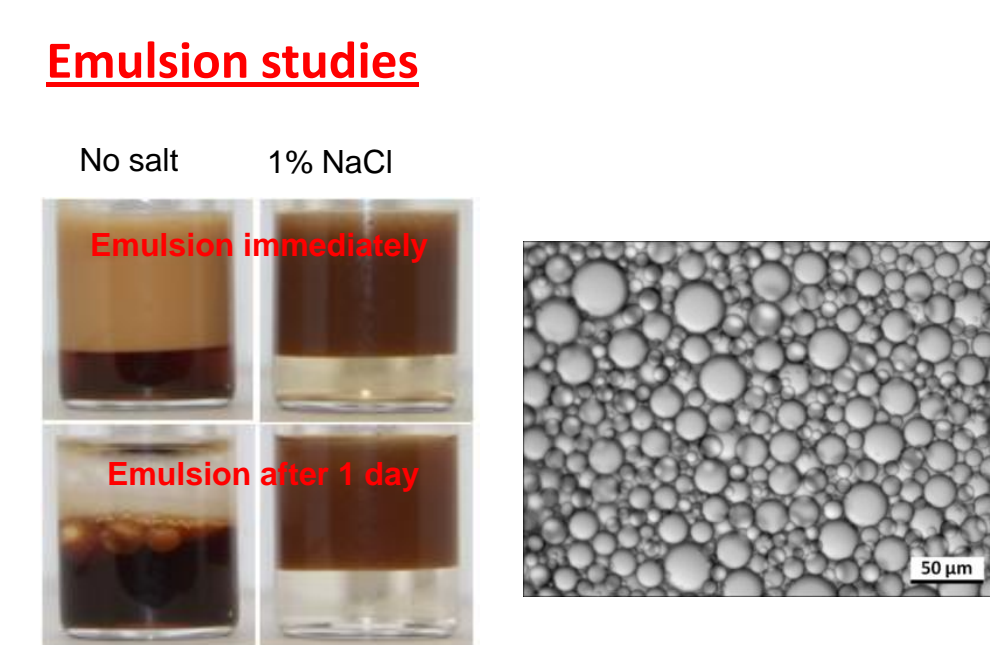 Emulsion studies
No salt
1% NaCl
Emulsion immediately
Emulsion after 1 day
50 µm